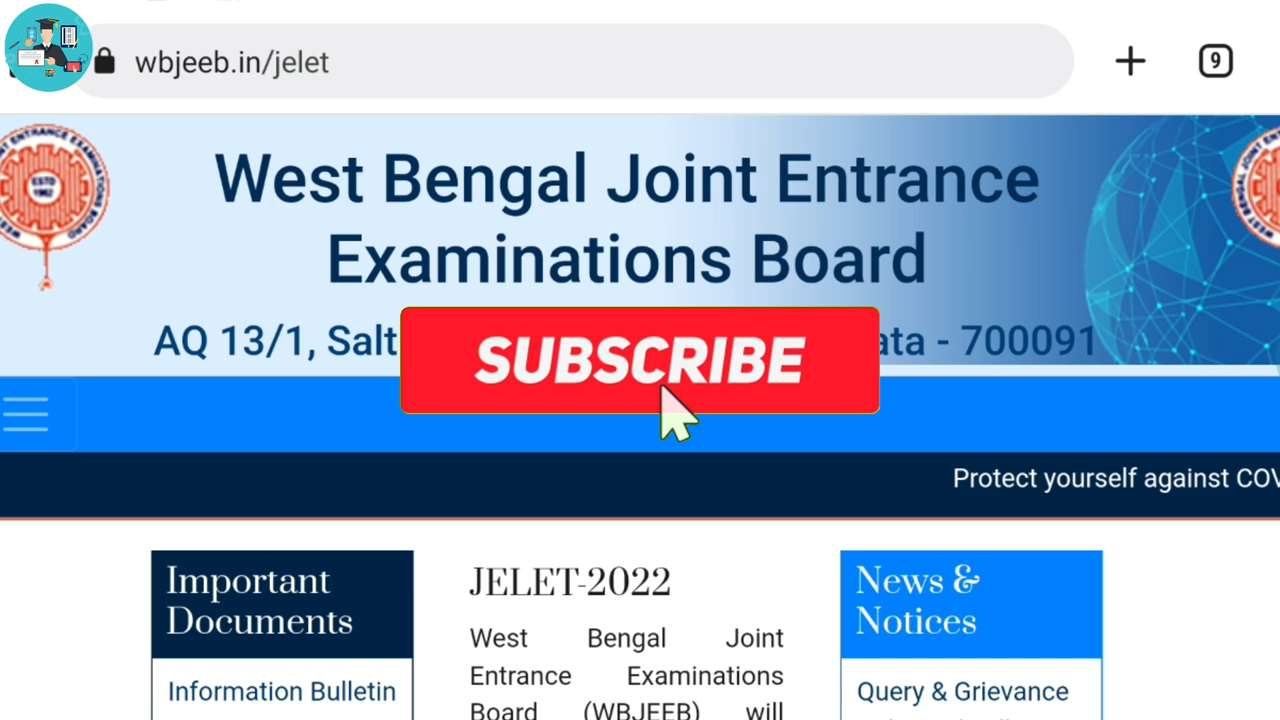 wbjeeb.in/jelet
9
West Bengal Joint Entrance
Examinations Board
AQ 13/1, Salt
ata - 700091
SUBSCRIBE
Protect yourself against COV
Important
Documents
Information Bulletin
JELET-2022
West Bengal Joint
Entrance Examinations
Board (WBJEEB) will
News &
Notices
Query & Grievance